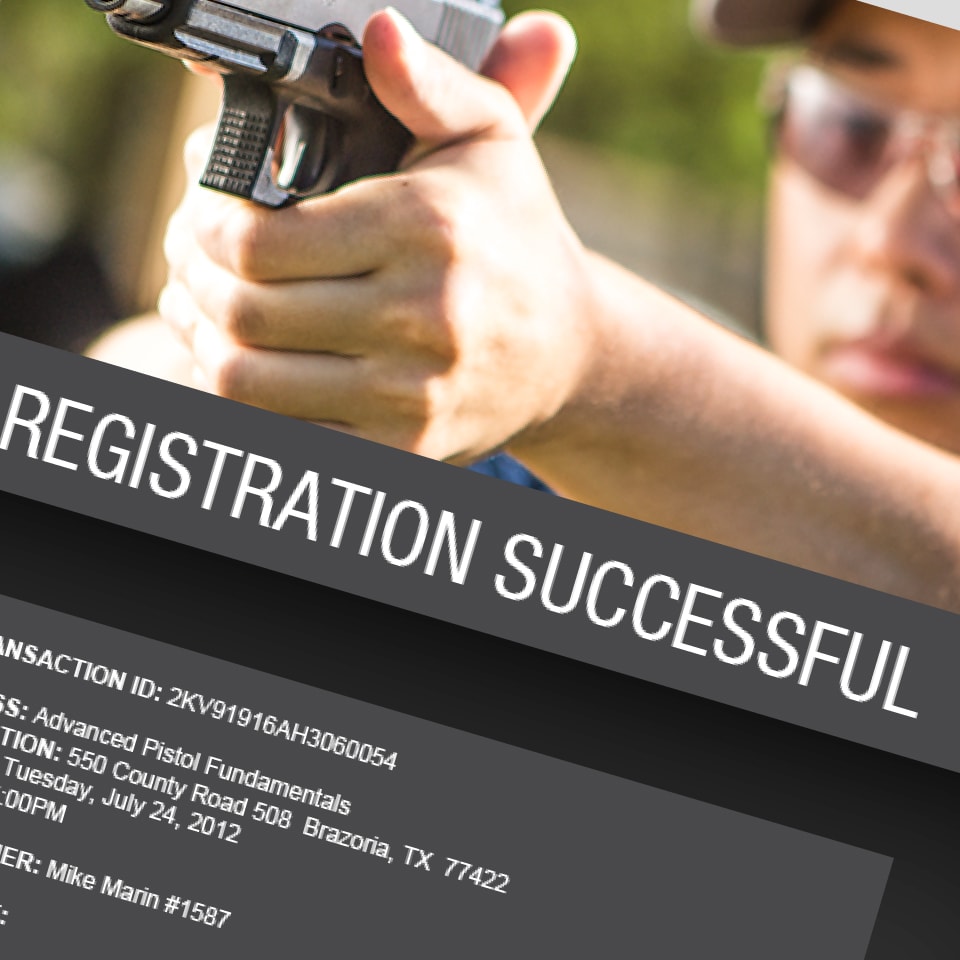 REGISTRATION SUCCESSFUL
ANSACTION ID: 2KV91916AH3060054
SS: Advanced Pistol Fundamentals
TION: 550 County Road 508 Brazoria, TX 77422
Tuesday, July 24, 2012
:00PM
ER: Mike Marin #1587